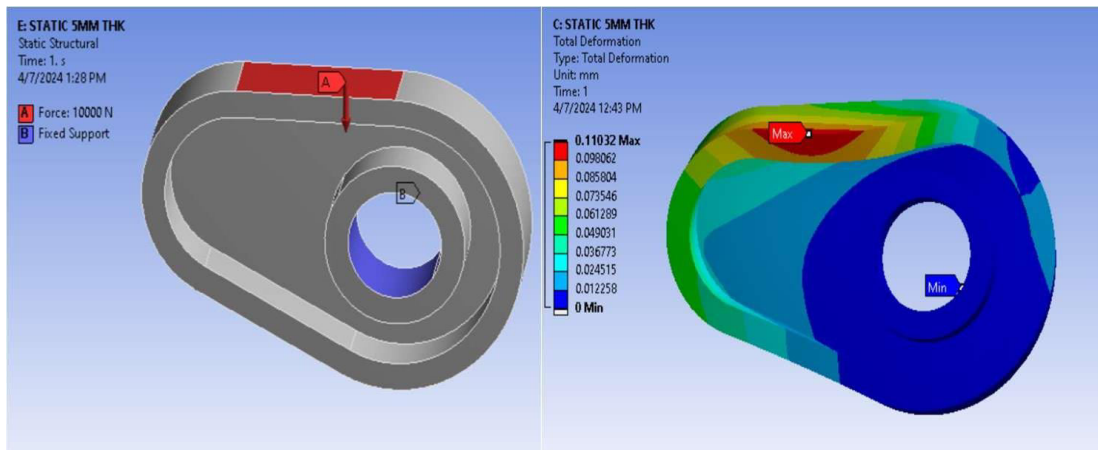 E: STATIC 5MM THK
Static Structural
Time: 1. s
4/7/2024 1:28 PM
A Force: 10000 N
B Fixed Support
A
B
C: STATIC 5MM THK
Total Deformation
Type: Total Deformation
Unit: mm
Time: 1
4/7/2024 12:43 PM
0.11032 Max
0.098062
0.085804
0.073546
0.061289
0.049031
0.036773
0.024515
0.012258
0 Min
Max
Min